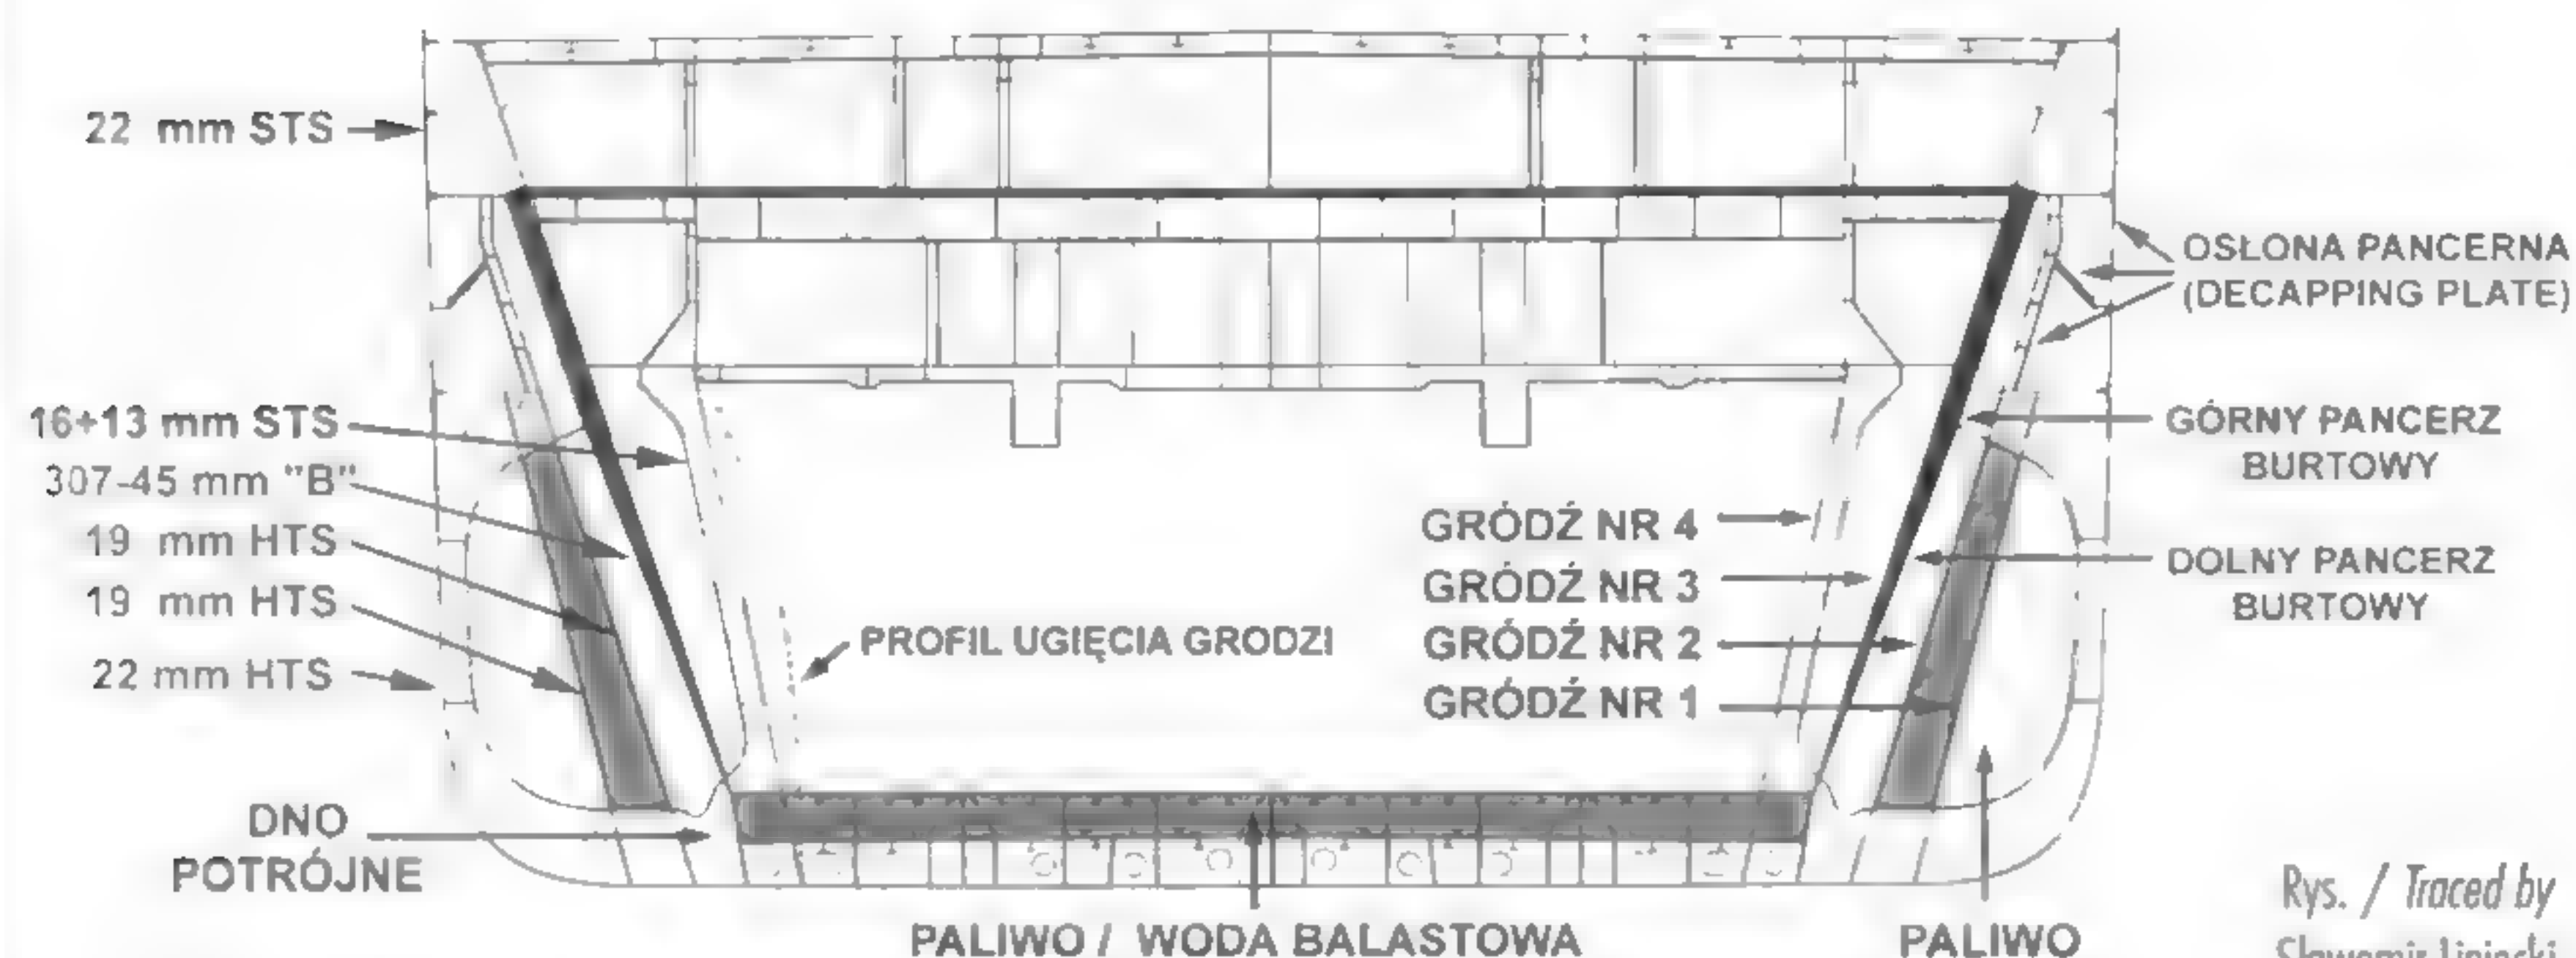 22 mm STS
16+13 mm STS
307-45 mm "B"
19 mm HTS
19 mm HTS
22 mm HTS
DNO
POTRÓJNE
PROFIL UGIĘCIA GRODZI
PALIWO / WODA BALASTOWA
GRÓDŹ NR 4
GRÓDŹ NR 3
GRÓDŹ NR 2
GRÓDŹ NR 1
PALIWO
OSŁONA PANCERNA
(DECAPPING PLATE)
GÓRNY PANCERZ
BURTOWY
DOLNY PANCERZ
BURTOWY
Rys. / Traced by
Sławomir Lipiecki